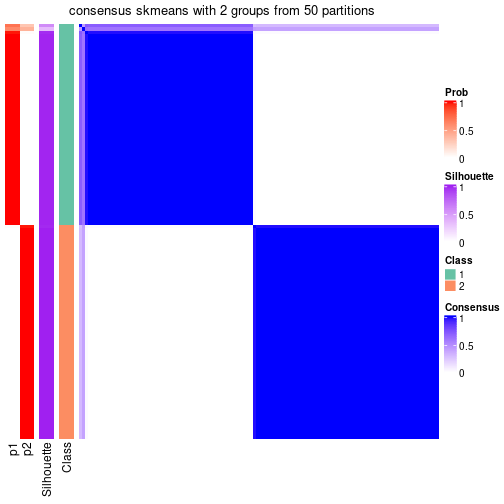 consensus skmeans with 2 groups from 50 partitions
Prob
1
0.5
0
Silhouette
1
0.5
0
Class
1
2
Consensus
1
0.5
0
p1
p2
Silhouette
Class